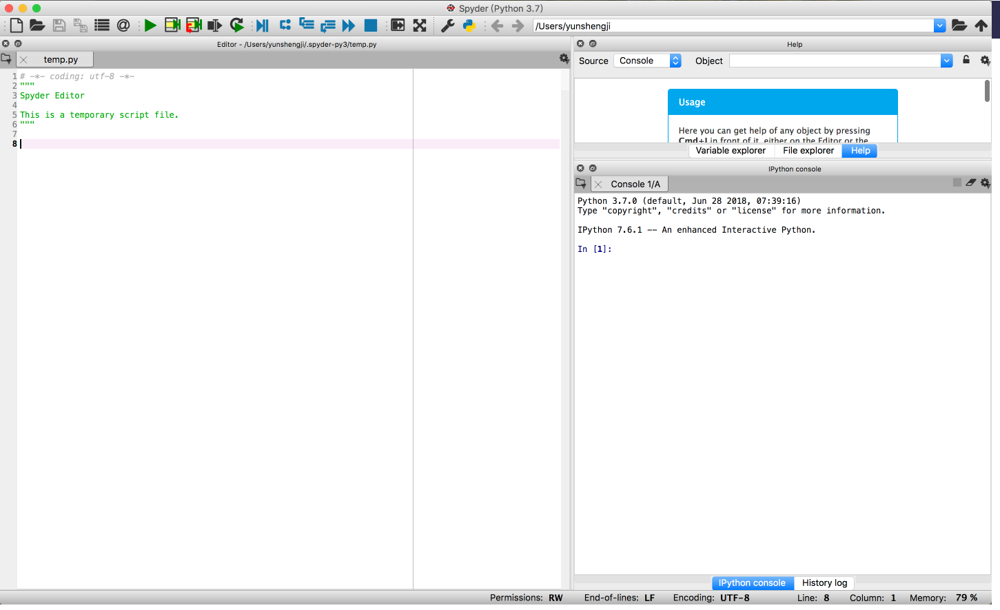 Spyder (Python 3.7)
/Users/yunshengji
Editor - /Users/yunshengji/.spyder-py3/temp.py
temp.py
1 # -*- coding: utf-8 -*-
2 """
3 Spyder Editor
4
5 This is a temporary script file.
6 """
7
8
Help
Source Console Object
Usage
Here you can get help of any object by pressing
Cmd+I in front of it, either on the Editor or the
Variable explorer File explorer Help
IPython console
Console 1/A
Python 3.7.0 (default, Jun 28 2018, 07:39:16)
Type "copyright", "credits" or "license" for more information.
IPython 7.6.1 -- An enhanced Interactive Python.
In [1]:
IPython console History log
Permissions: RW End-of-lines: LF Encoding: UTF-8 Line: 8 Column: 1 Memory: 79 %